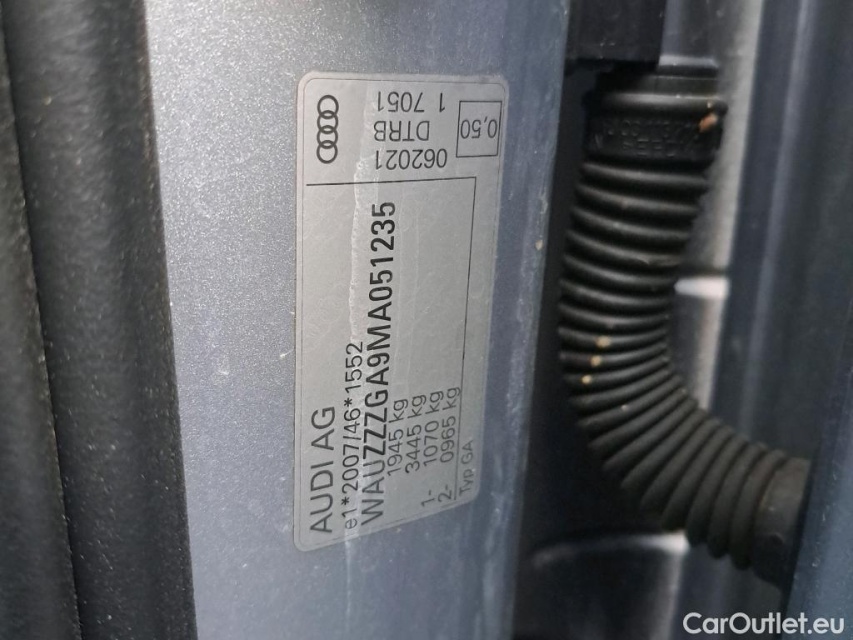 AUDI AG
e1*2007/46*1552
WAUZZZGA9MA051235
1945 kg
3445 kg
1- 1070 kg
2- 0965 kg
Typ GA
062021
DTRB
1 7051
0,50
CarOutlet.eu